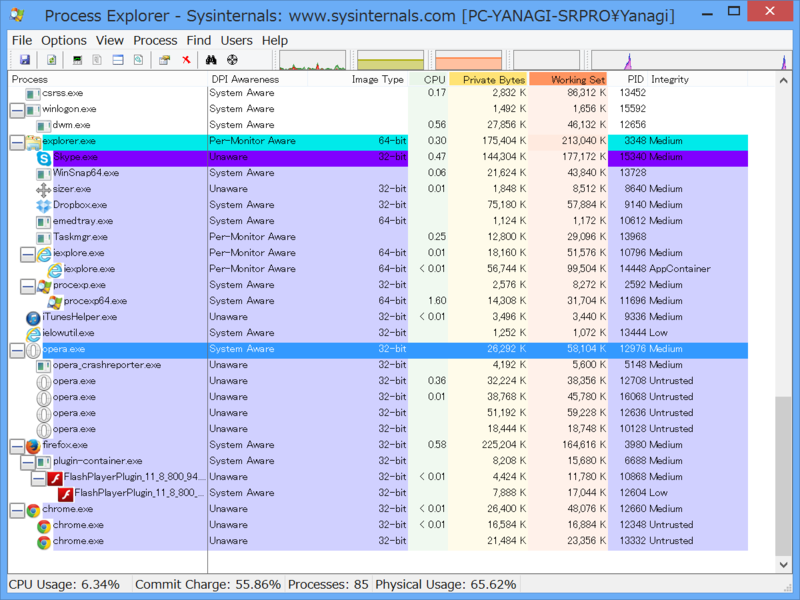 Process Explorer - Sysinternals: www.sysinternals.com [PC-YANAGI-SRPRO¥Yanagi]
File Options View Process Find Users Help
Process DPI Awareness Image Type CPU Private Bytes Working Set PID Integrity
csrss.exe System Aware 0.17 2,832 K 86,312 K 13452
winlogon.exe System Aware 1,492 K 1,656 K 15592
dwm.exe System Aware 0.56 27,856 K 46,132 K 12656
explorer.exe Per-Monitor Aware 64-bit 0.30 175,404 K 213,040 K 3348 Medium
Skype.exe Unaware 32-bit 0.47 144,304 K 177,172 K 15340 Medium
WinSnap64.exe System Aware 0.06 21,624 K 43,840 K 13728
sizer.exe Unaware 32-bit 0.01 1,848 K 8,512 K 8640 Medium
Dropbox.exe System Aware 32-bit 75,180 K 57,884 K 9140 Medium
emedtray.exe System Aware 32-bit 1,124 K 1,172 K 10612 Medium
Taskmgr.exe Per-Monitor Aware 0.25 12,800 K 29,096 K 13968
iexplore.exe Per-Monitor Aware 64-bit 0.01 18,160 K 51,576 K 10796 Medium
iexplore.exe Per-Monitor Aware 64-bit < 0.01 56,744 K 99,504 K 14448 AppContainer
procexp.exe System Aware 32-bit 2,576 K 8,272 K 2592 Medium
procexp64.exe System Aware 64-bit 1.60 14,308 K 31,704 K 11696 Medium
iTunesHelper.exe Unaware 32-bit < 0.01 3,496 K 3,440 K 9336 Medium
ielowutil.exe System Aware 32-bit 1,252 K 1,072 K 13444 Low
opera.exe System Aware 32-bit 26,292 K 58,104 K 12976 Medium
opera_crashreporter.exe Unaware 32-bit 4,192 K 5,600 K 5148 Medium
opera.exe Unaware 32-bit 0.36 32,224 K 38,356 K 12708 Untrusted
opera.exe Unaware 32-bit 0.01 38,768 K 45,780 K 16068 Untrusted
opera.exe Unaware 32-bit 51,192 K 59,228 K 12636 Untrusted
opera.exe Unaware 32-bit 18,444 K 18,748 K 10128 Untrusted
firefox.exe System Aware 32-bit 0.58 225,204 K 164,616 K 3980 Medium
plugin-container.exe System Aware 32-bit 8,208 K 15,680 K 6688 Medium
FlashPlayerPlugin_11_8_800_94... Unaware 32-bit < 0.01 4,424 K 11,780 K 10868 Medium
FlashPlayerPlugin_11_8_800_... System Aware 32-bit 7,888 K 17,044 K 12604 Low
chrome.exe Unaware 32-bit < 0.01 26,400 K 48,076 K 12660 Medium
chrome.exe Unaware 32-bit < 0.01 16,584 K 16,884 K 12348 Untrusted
chrome.exe Unaware 32-bit 21,484 K 23,356 K 13332 Untrusted
CPU Usage: 6.34% Commit Charge: 55.86% Processes: 85 Physical Usage: 65.62%